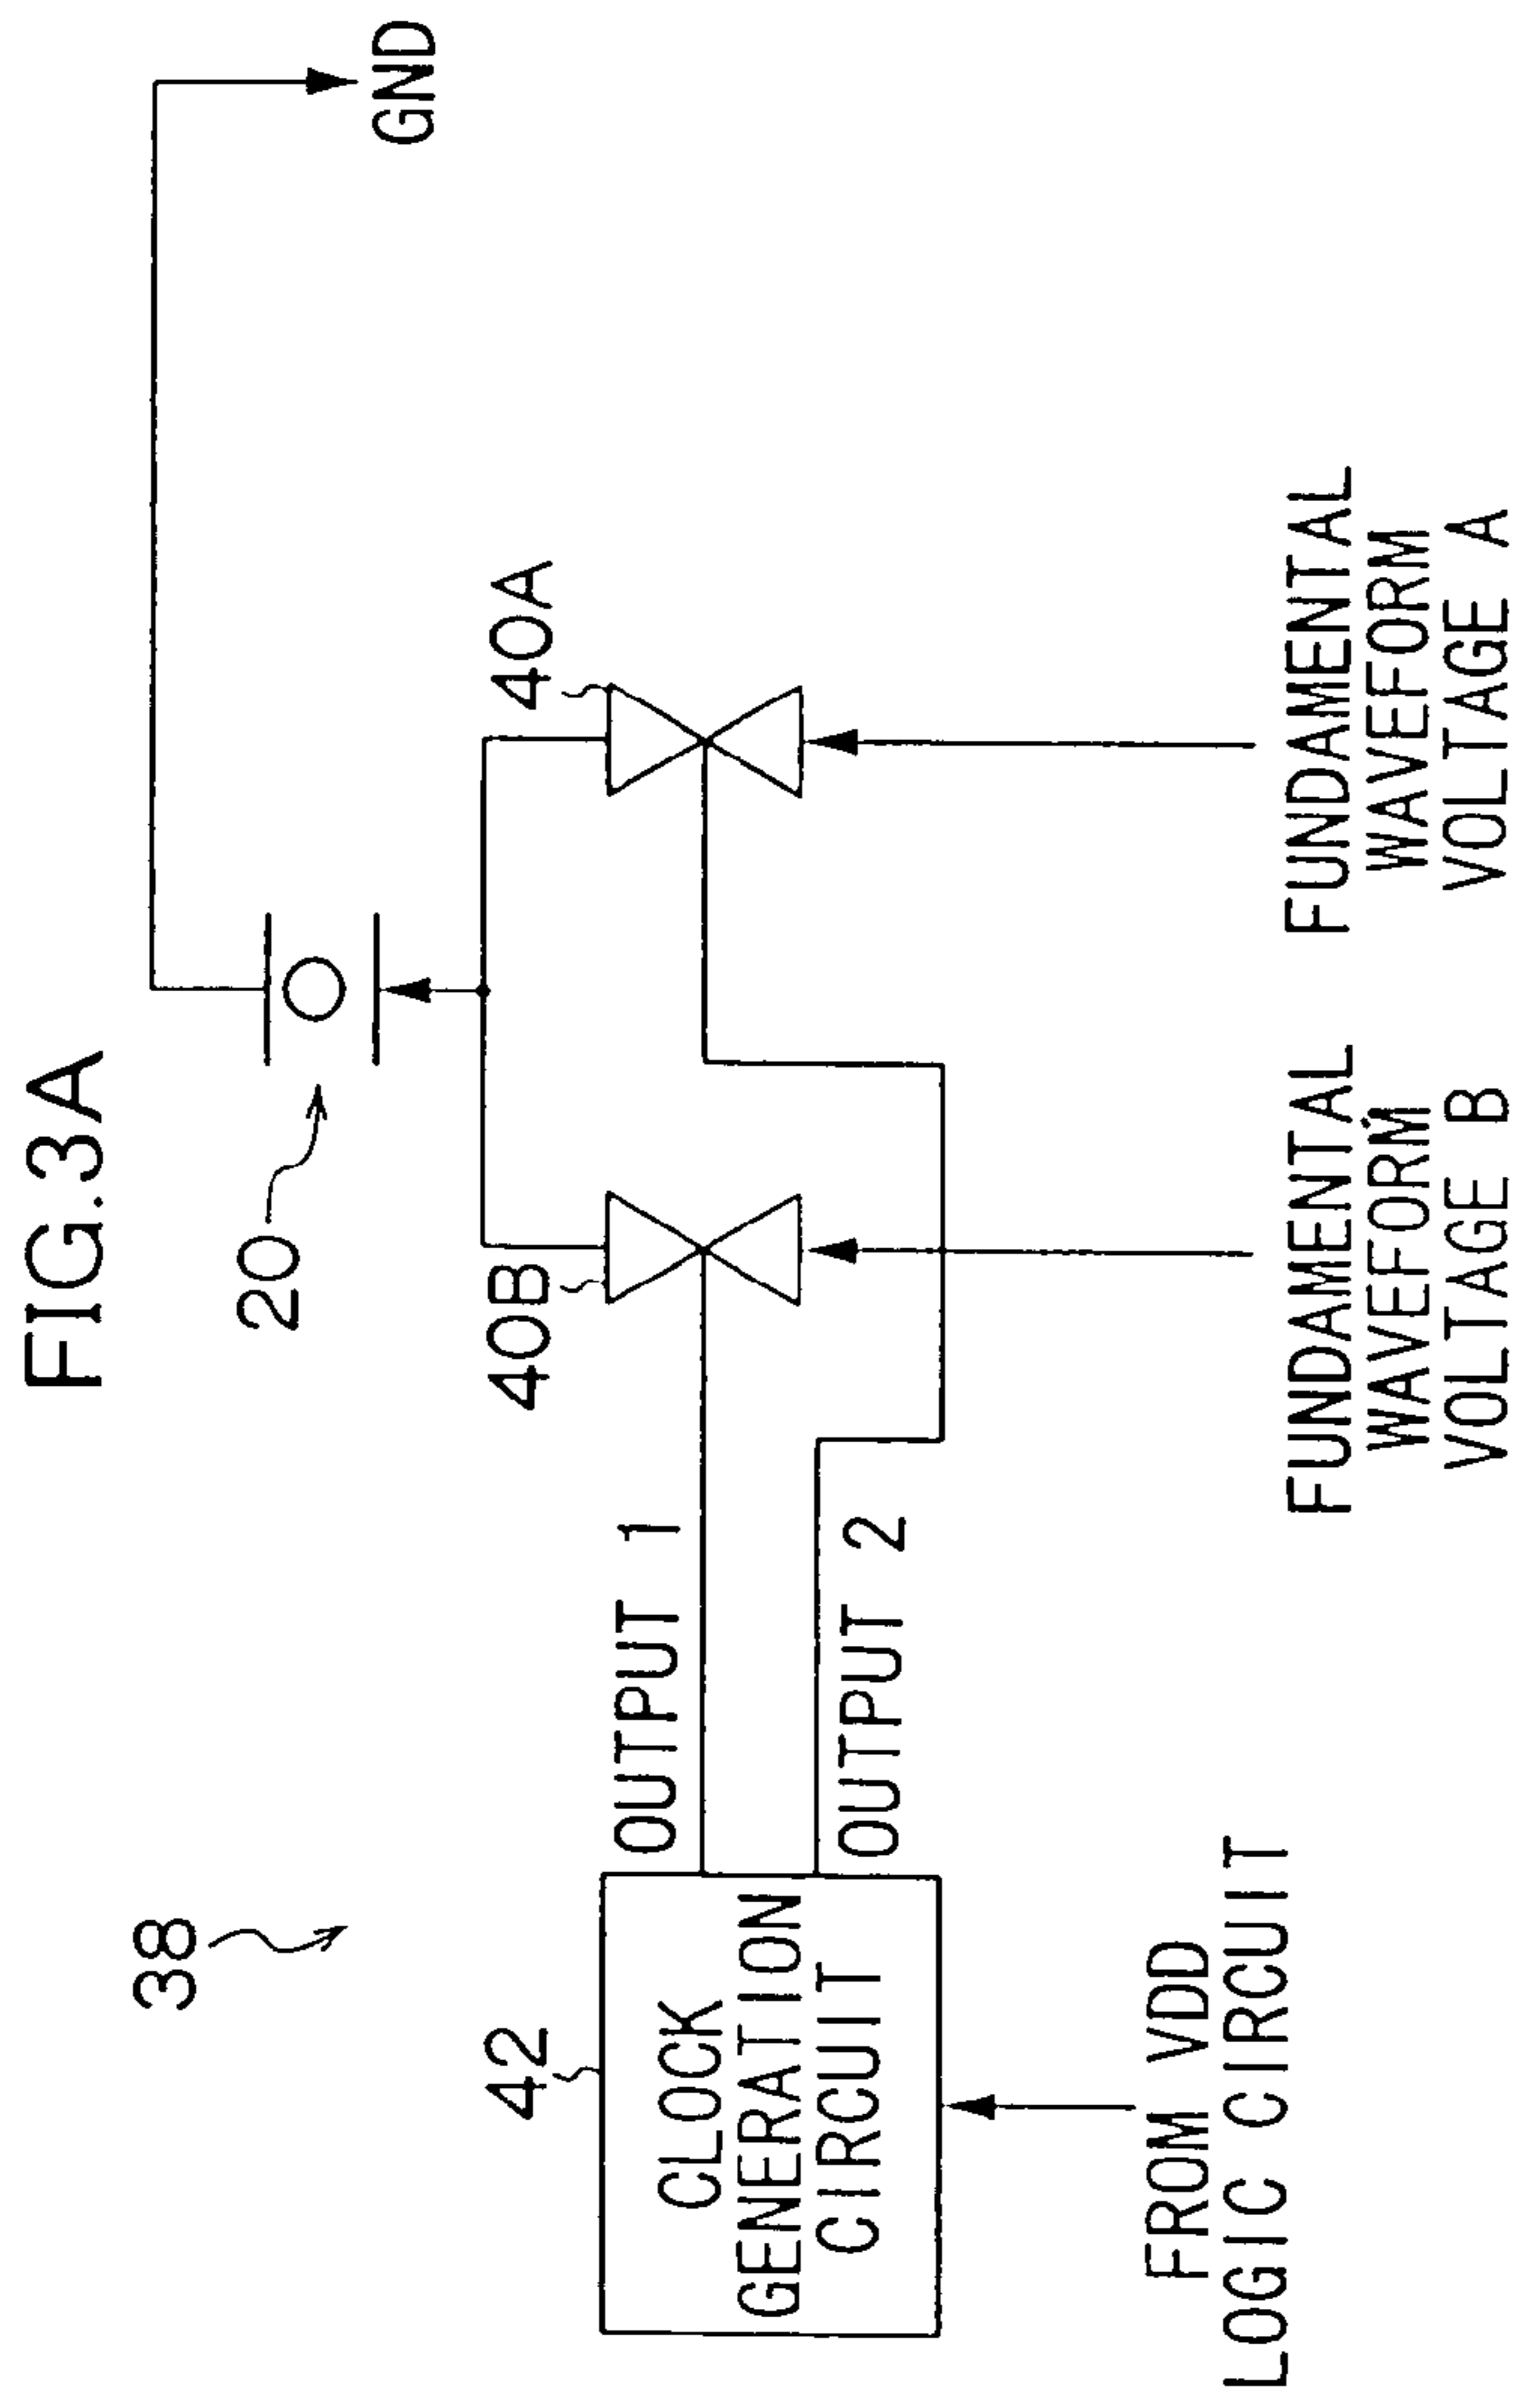 FIG.3A
38
20
GND
42
40B
40A
CLOCK
GENERATION
CIRCUIT
OUTPUT 1
OUTPUT 2
FROM VDD
LOGIC CIRCUIT
FUNDAMENTAL
WAVEFORM
VOLTAGE B
FUNDAMENTAL
WAVEFORM
VOLTAGE A